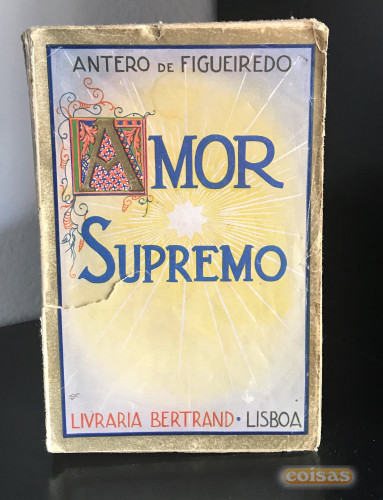 ANTERO DE FIGUEIREDO
AMOR
SUPREMO
LIVRARIA BERTRAND • LISBOA
coisas